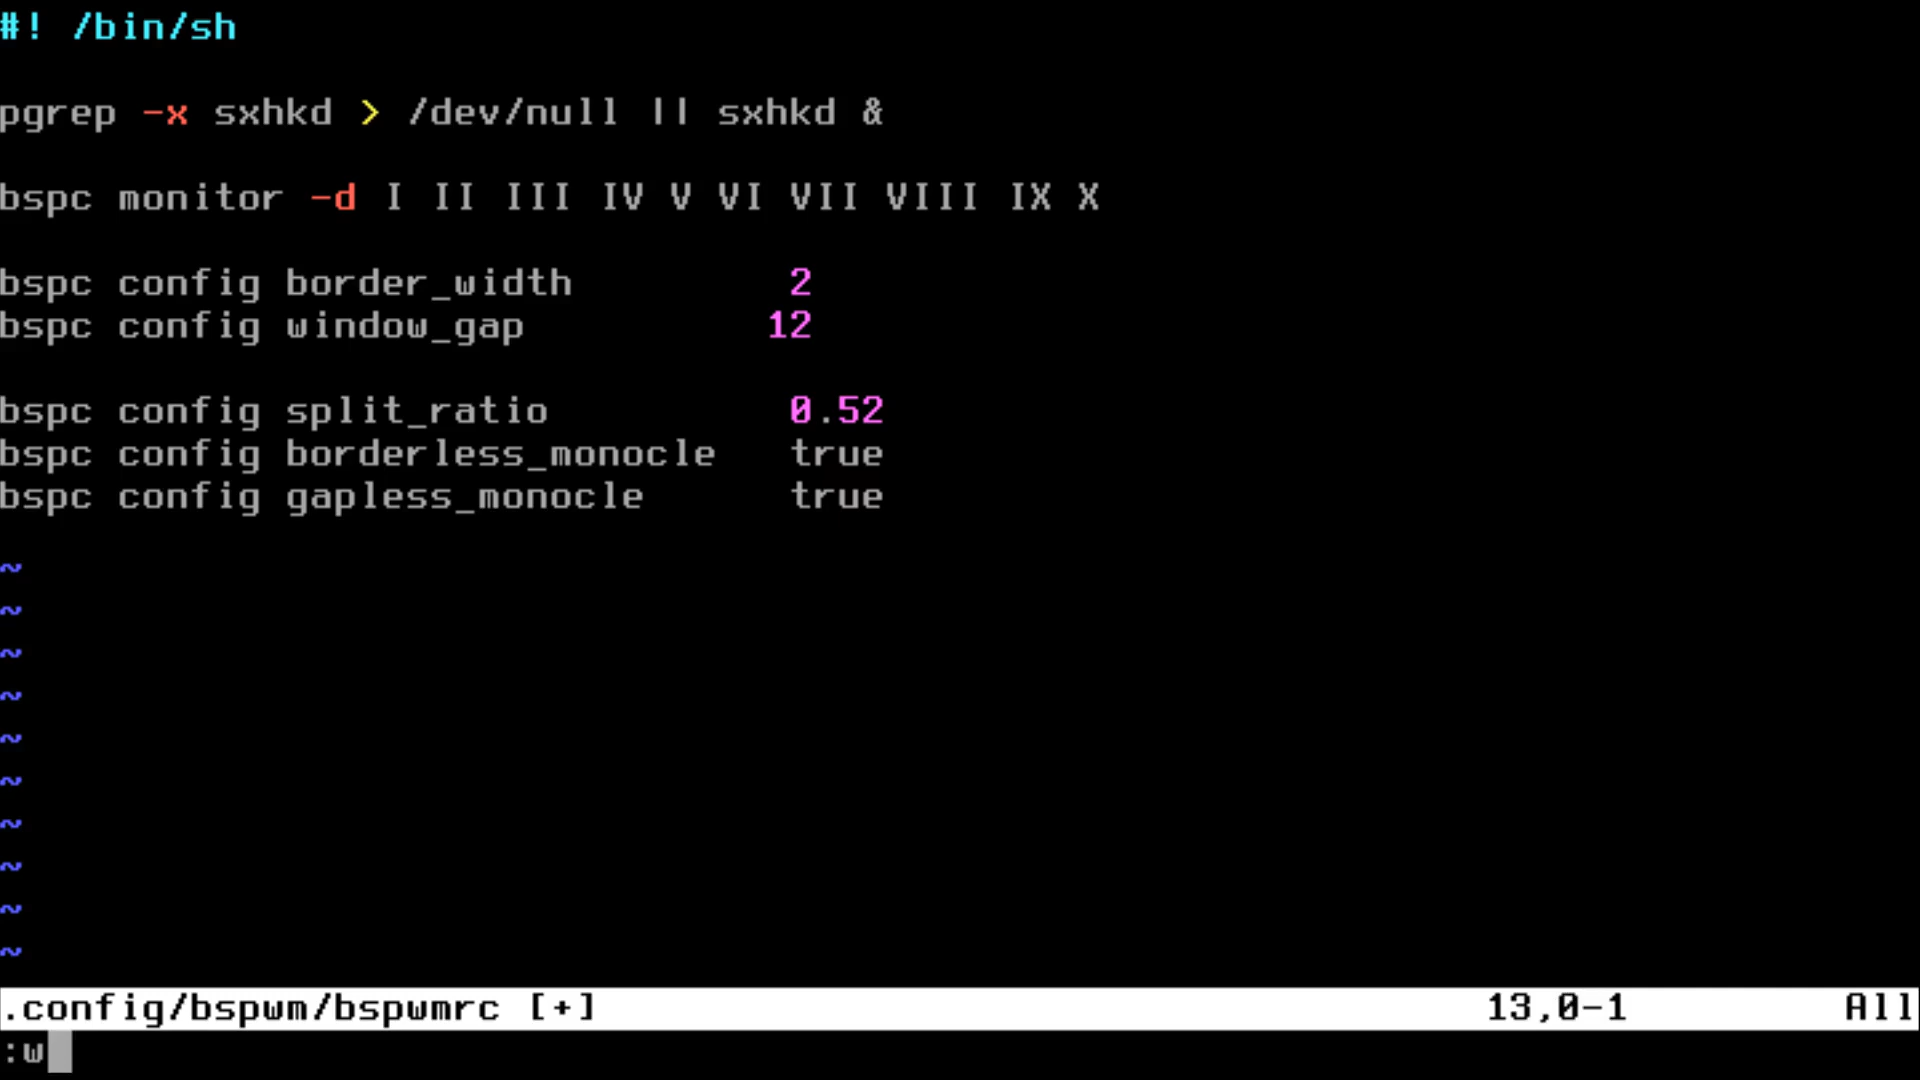 #! /bin/sh
pgrep -x sxhkd > /dev/null || sxhkd &
bspc monitor -d I II III IV V VI VII VIII IX X
bspc config border_width         2
bspc config window_gap          12
bspc config split_ratio          0.52
bspc config borderless_monocle   true
bspc config gapless_monocle      true
~
~
~
~
~
~
~
~
~
~
.config/bspwm/bspwmrc [+] 13,0-1 All
:w